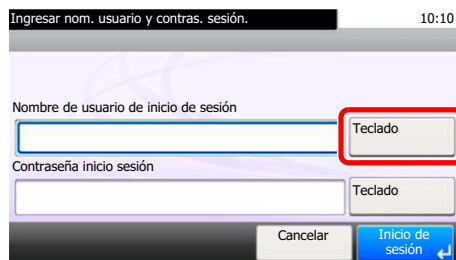 Ingresar nom. usuario y contras. sesión. 10:10
Nombre de usuario de inicio de sesión
Teclado
Contraseña inicio sesión
Teclado
Cancelar
Inicio de
sesión